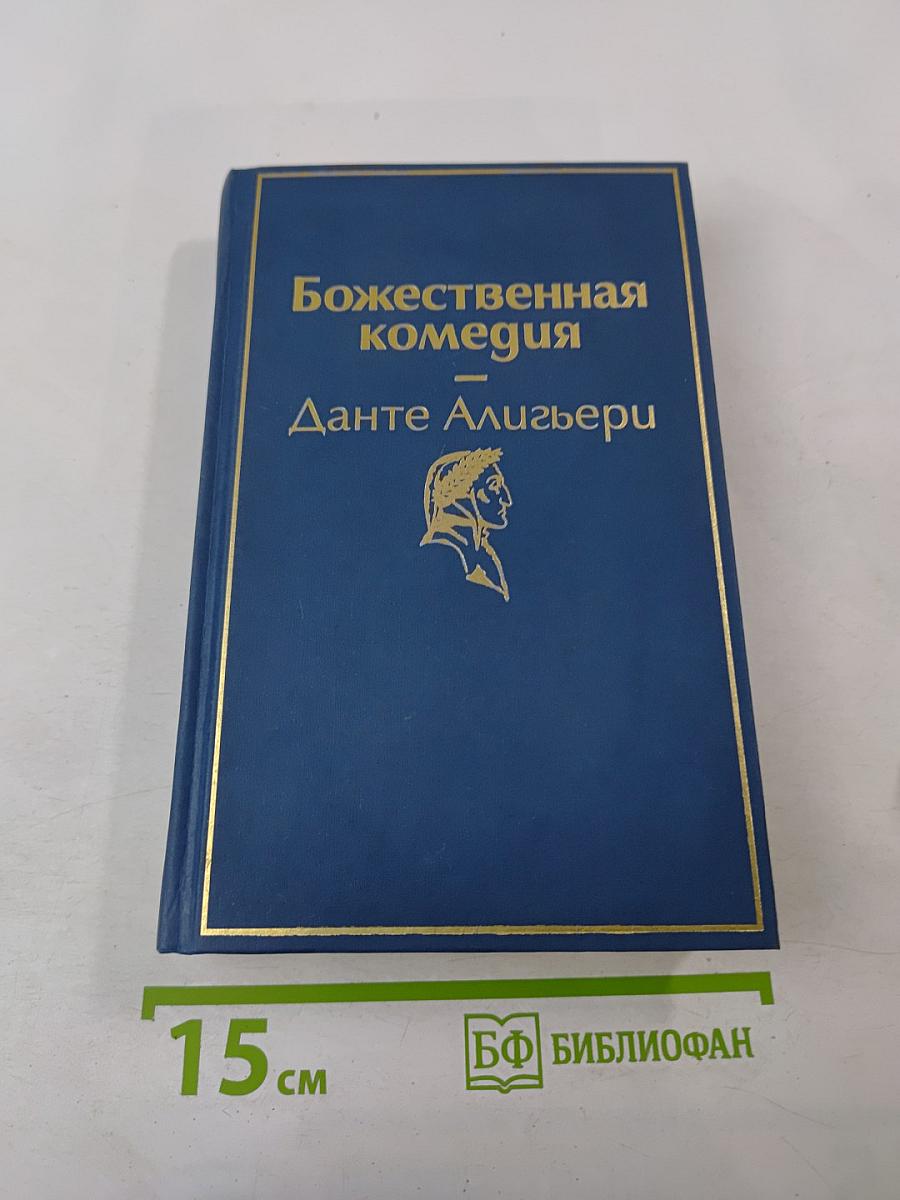 Божественная
комедия
Данте Алигьери
15 см
БФ БИБЛИОФАН